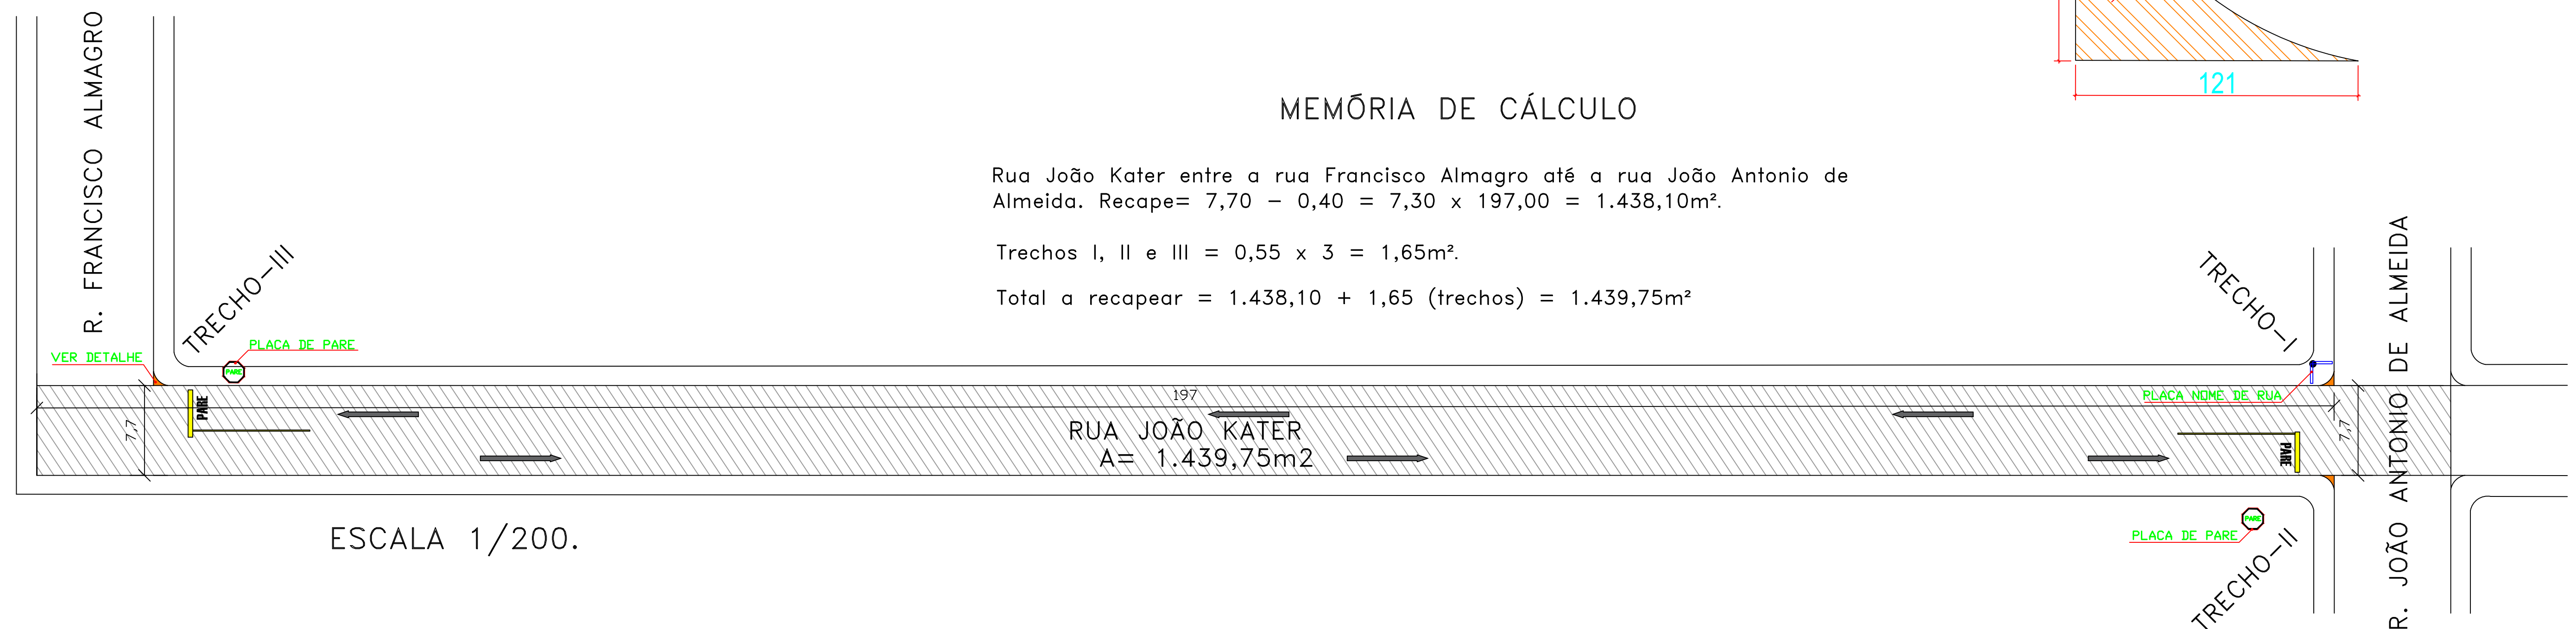 R. FRANCISCO ALMAGRO
121
MEMÓRIA DE CÁLCULO
Rua João Kater entre a rua Francisco Almagro até a rua João Antonio de
Almeida. Recape= 7,70 - 0,40 = 7,30 x 197,00 = 1.438,10m².
Trechos I, II e III = 0,55 x 3 = 1,65m².
Total a recapear = 1.438,10 + 1,65 (trechos) = 1.439,75m²
TRECHO-III
TRECHO-I
VER DETALHE
PLACA DE PARE
PARE
PLACA NOME DE RUA
197
PARE
7,7
RUA JOÃO KATER
A= 1.439,75m2
7,7
PARE
R. JOÃO ANTONIO DE ALMEIDA
ESCALA 1/200.
PARE
PLACA DE PARE
TRECHO-II